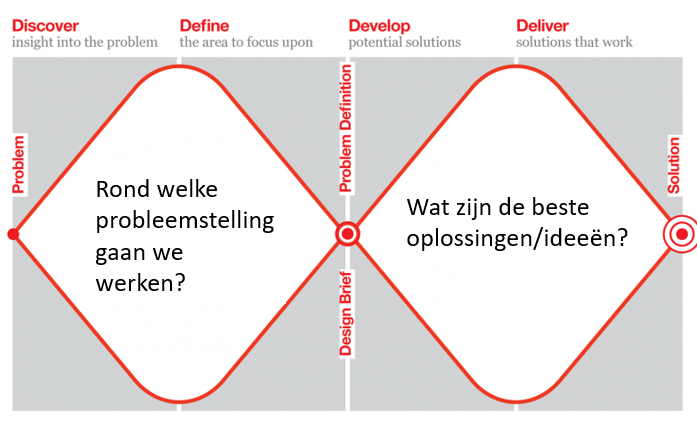 Discover
insight into the problem
Define
the area to focus upon
Develop
potential solutions
Deliver
solutions that work
Problem
Rond welke
probleemstelling
gaan we
werken?
Problem Definition
Design Brief
Wat zijn de beste
oplossingen/ideeën?
Solution